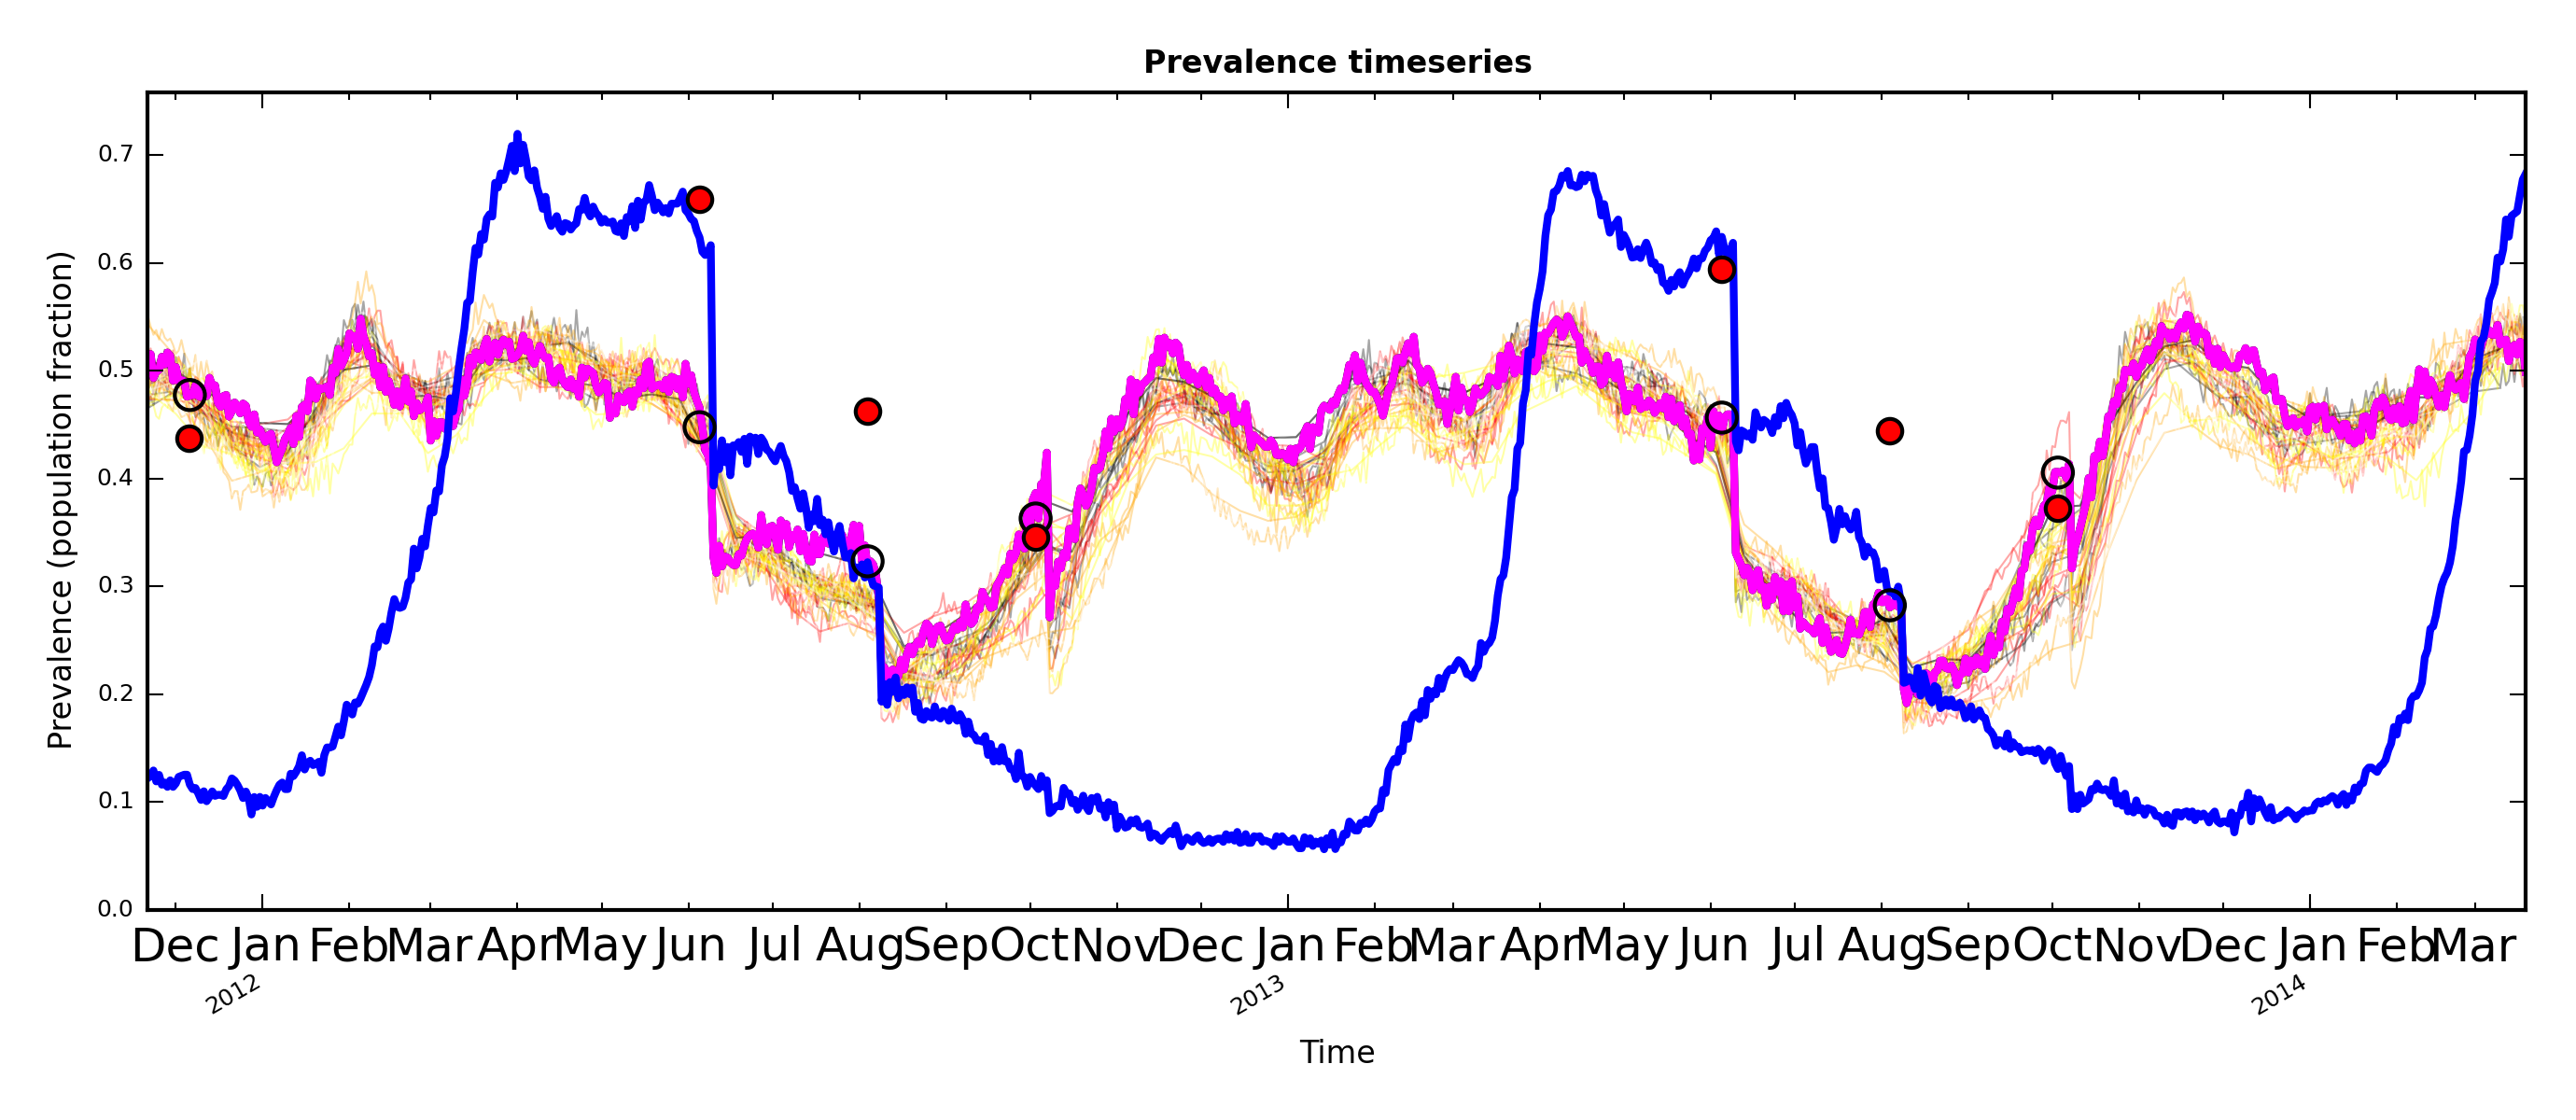 Prevalence timeseries
Prevalence (population fraction)
0.7
0.6
0.5
0.4
0.3
0.2
0.1
0.0
Dec Jan Feb Mar Apr May Jun Jul Aug Sep Oct Nov Dec Jan Feb Mar Apr May Jun Jul Aug Sep Oct Nov Dec Jan Feb Mar
2012 2013 2014
Time